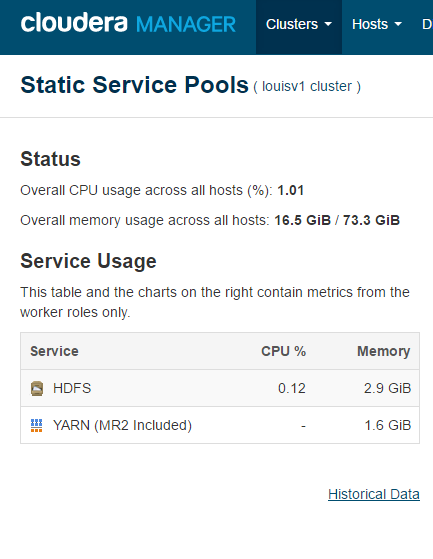 cloudera MANAGER Clusters Hosts D
Static Service Pools ( louisv1 cluster )
Status
Overall CPU usage across all hosts (%): 1.01
Overall memory usage across all hosts: 16.5 GiB / 73.3 GiB
Service Usage
This table and the charts on the right contain metrics from the
worker roles only.
Service CPU % Memory
HDFS 0.12 2.9 GiB
YARN (MR2 Included) - 1.6 GiB
Historical Data